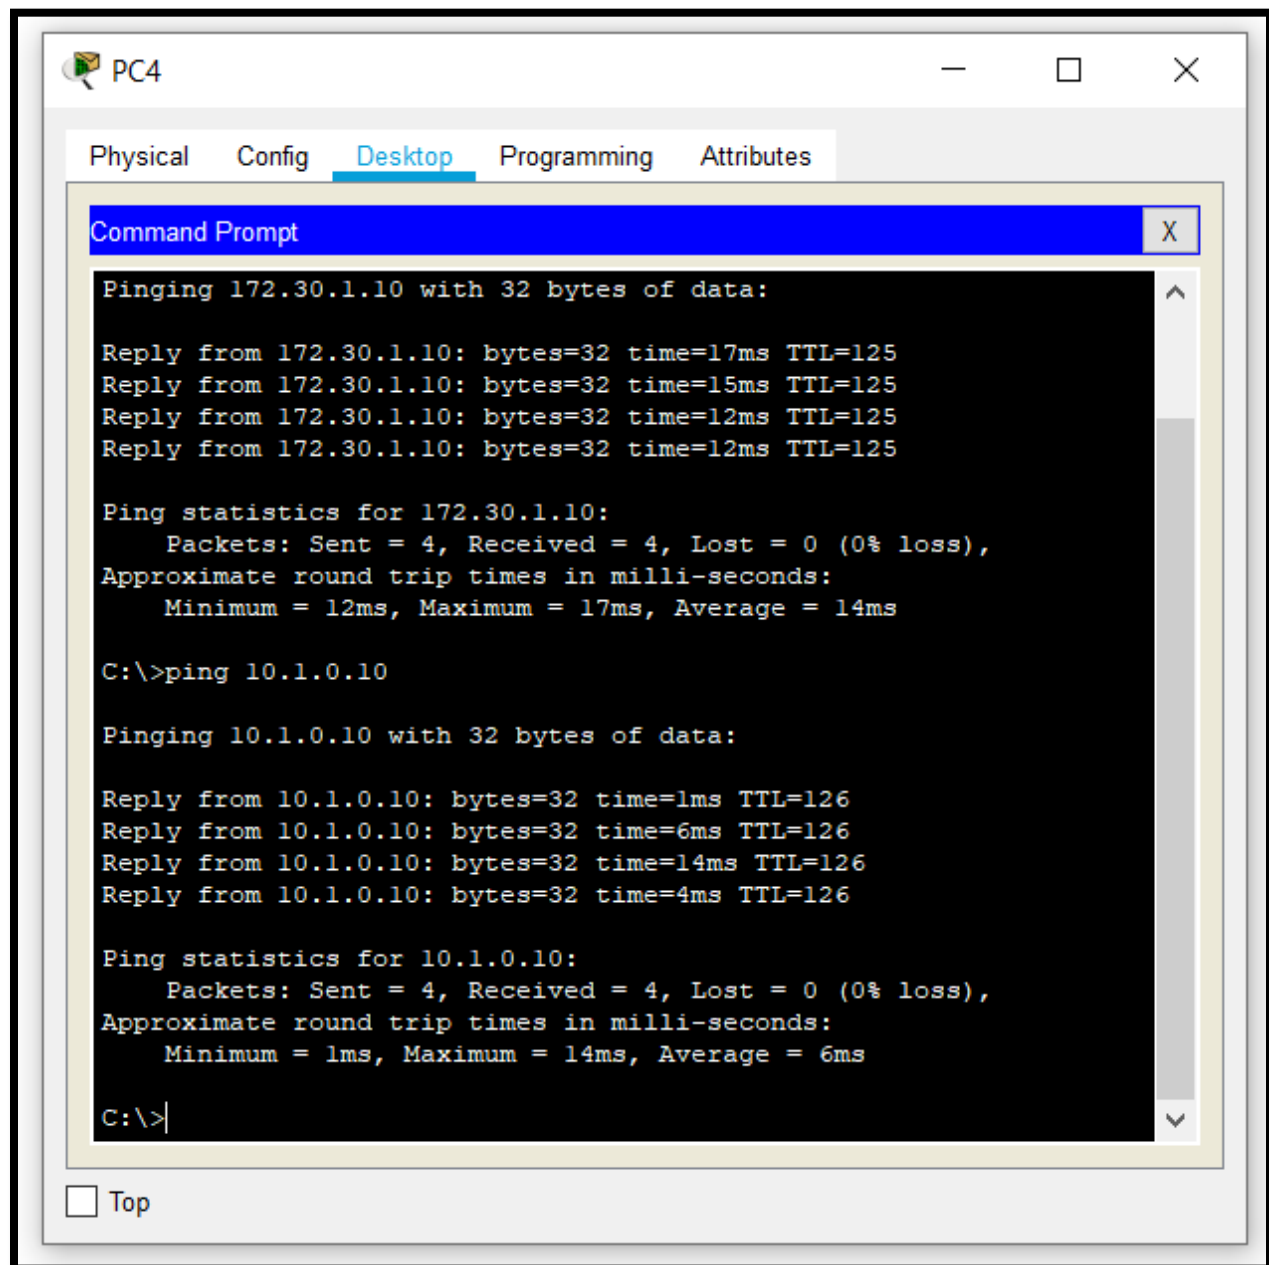 PC4
Physical Config Desktop Programming Attributes
Command Prompt X
Pinging 172.30.1.10 with 32 bytes of data:
Reply from 172.30.1.10: bytes=32 time=17ms TTL=125
Reply from 172.30.1.10: bytes=32 time=15ms TTL=125
Reply from 172.30.1.10: bytes=32 time=12ms TTL=125
Reply from 172.30.1.10: bytes=32 time=12ms TTL=125
Ping statistics for 172.30.1.10:
    Packets: Sent = 4, Received = 4, Lost = 0 (0% loss),
Approximate round trip times in milli-seconds:
    Minimum = 12ms, Maximum = 17ms, Average = 14ms
C:\>ping 10.1.0.10
Pinging 10.1.0.10 with 32 bytes of data:
Reply from 10.1.0.10: bytes=32 time=1ms TTL=126
Reply from 10.1.0.10: bytes=32 time=6ms TTL=126
Reply from 10.1.0.10: bytes=32 time=14ms TTL=126
Reply from 10.1.0.10: bytes=32 time=4ms TTL=126
Ping statistics for 10.1.0.10:
    Packets: Sent = 4, Received = 4, Lost = 0 (0% loss),
Approximate round trip times in milli-seconds:
    Minimum = 1ms, Maximum = 14ms, Average = 6ms
C:\>
Top